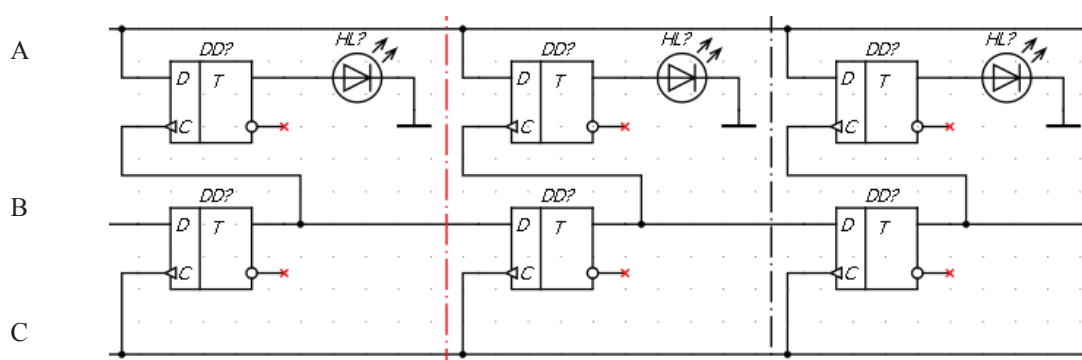 A
DD? HL? DD? HL? DD? HL?
D T D T D T
C C C
DD? DD? DD?
B
D T D T D T
C C C
C